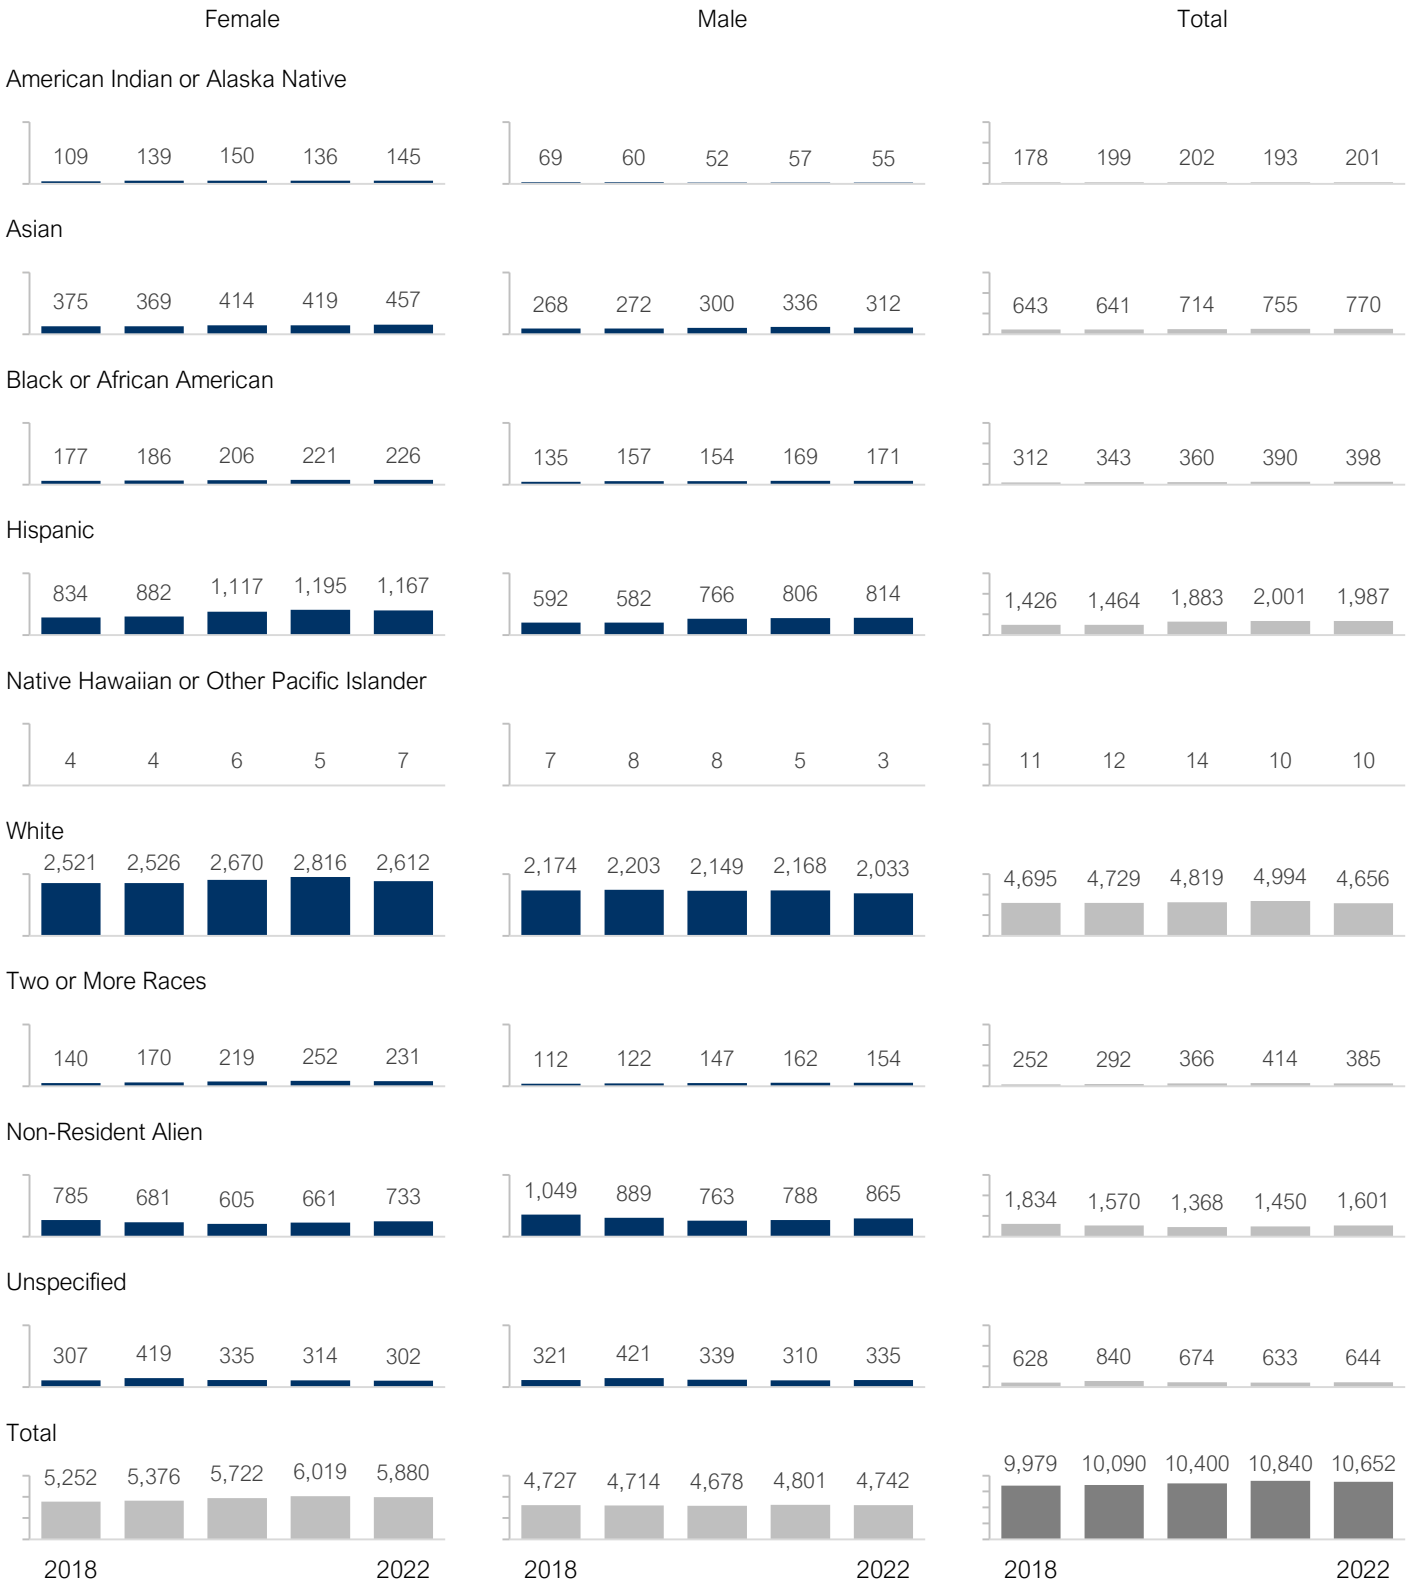 Female Male Total
American Indian or Alaska Native
109 139 150 136 145 69 60 52 57 55 178 199 202 193 201
Asian
375 369 414 419 457 268 272 300 336 312 643 641 714 755 770
Black or African American
177 186 206 221 226 135 157 154 169 171 312 343 360 390 398
Hispanic
834 882 1,117 1,195 1,167 592 582 766 806 814 1,426 1,464 1,883 2,001 1,987
Native Hawaiian or Other Pacific Islander
4 4 6 5 7 7 8 8 5 3 11 12 14 10 10
White
2,521 2,526 2,670 2,816 2,612 2,174 2,203 2,149 2,168 2,033 4,695 4,729 4,819 4,994 4,656
Two or More Races
140 170 219 252 231 112 122 147 162 154 252 292 366 414 385
Non-Resident Alien
785 681 605 661 733 1,049 889 763 788 865 1,834 1,570 1,368 1,450 1,601
Unspecified
307 419 335 314 302 321 421 339 310 335 628 840 674 633 644
Total
5,252 5,376 5,722 6,019 5,880 4,727 4,714 4,678 4,801 4,742 9,979 10,090 10,400 10,840 10,652
2018 2022 2018 2022 2018 2022